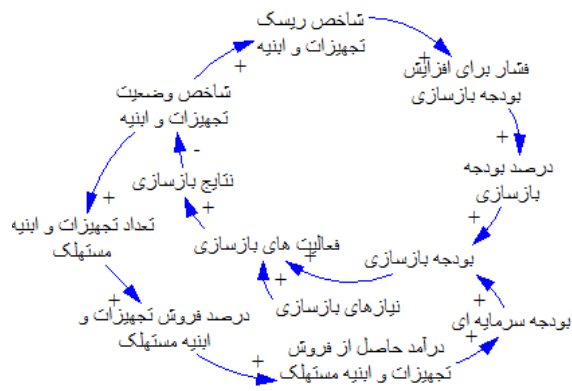 شاخص ریسک
تجهیزات و ابنیه
+
+
فشار برای افزایش
بودجه بازسازی
شاخص وضعیت
تجهیزات و ابنیه
+
-
درصد بودجه
بازسازی
نتایج بازسازی
+
+
+
تعداد تجهیزات و ابنیه
مستهلک
فعالیت های بازسازی
+
بودجه بازسازی
+
نیازهای بازسازی
+
+
بودجه سرمایه ای
درصد فروش تجهیزات و
ابنیه مستهلک
درآمد حاصل از فروش
تجهیزات و ابنیه مستهلک
+
+